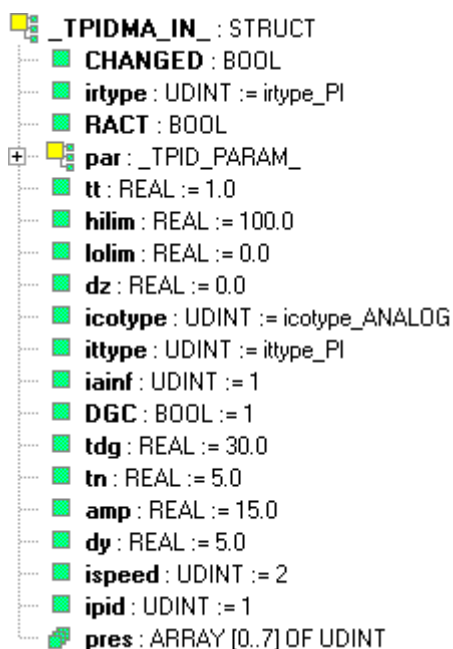 _TPIDMA_IN_ : STRUCT
CHANGED : BOOL
irtype : UDINT := irtype_PI
RACT : BOOL
par : _TPID_PARAM_
tt : REAL := 1.0
hilim : REAL := 100.0
lolim : REAL := 0.0
dz : REAL := 0.0
icotype : UDINT := icotype_ANALOG
ittype : UDINT := ittype_PI
iainf : UDINT := 1
DGC : BOOL := 1
tdg : REAL := 30.0
tn : REAL := 5.0
amp : REAL := 15.0
dy : REAL := 5.0
ispeed : UDINT := 2
ipid : UDINT := 1
pres : ARRAY [0..7] OF UDINT